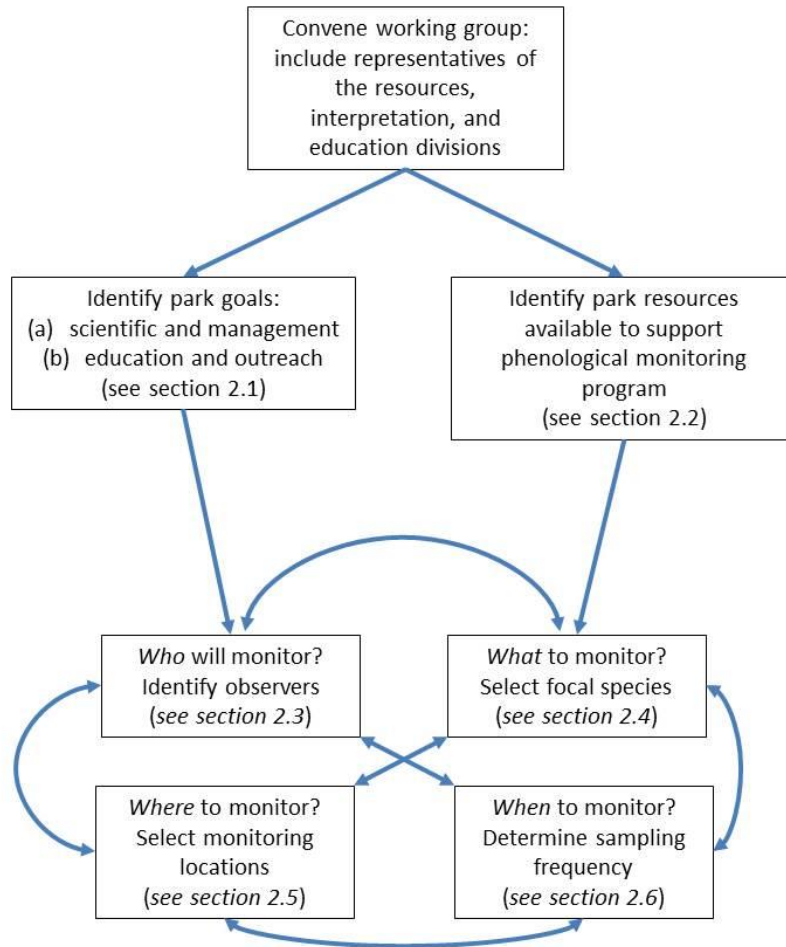 Convene working group:
include representatives of
the resources,
interpretation, and
education divisions
Identify park goals:
(a) scientific and management
(b) education and outreach
(see section 2.1)
Identify park resources
available to support
phenological monitoring
program
(see section 2.2)
Who will monitor?
Identify observers
(see section 2.3)
What to monitor?
Select focal species
(see section 2.4)
Where to monitor?
Select monitoring
locations
(see section 2.5)
When to monitor?
Determine sampling
frequency
(see section 2.6)